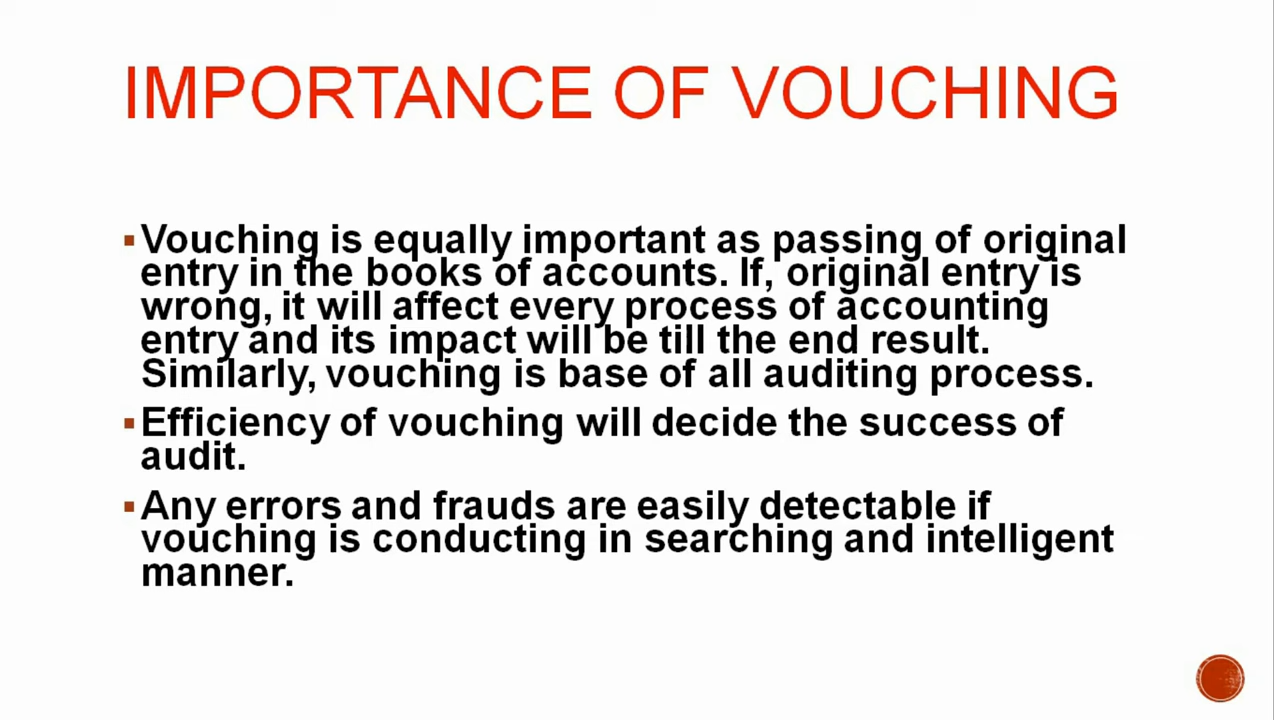 IMPORTANCE OF VOUCHING
▪Vouching is equally important as passing of original
entry in the books of accounts. If, original entry is
wrong, it will affect every process of accounting
entry and its impact will be till the end result.
Similarly, vouching is base of all auditing process.
▪Efficiency of vouching will decide the success of
audit.
▪Any errors and frauds are easily detectable if
vouching is conducting in searching and intelligent
manner.